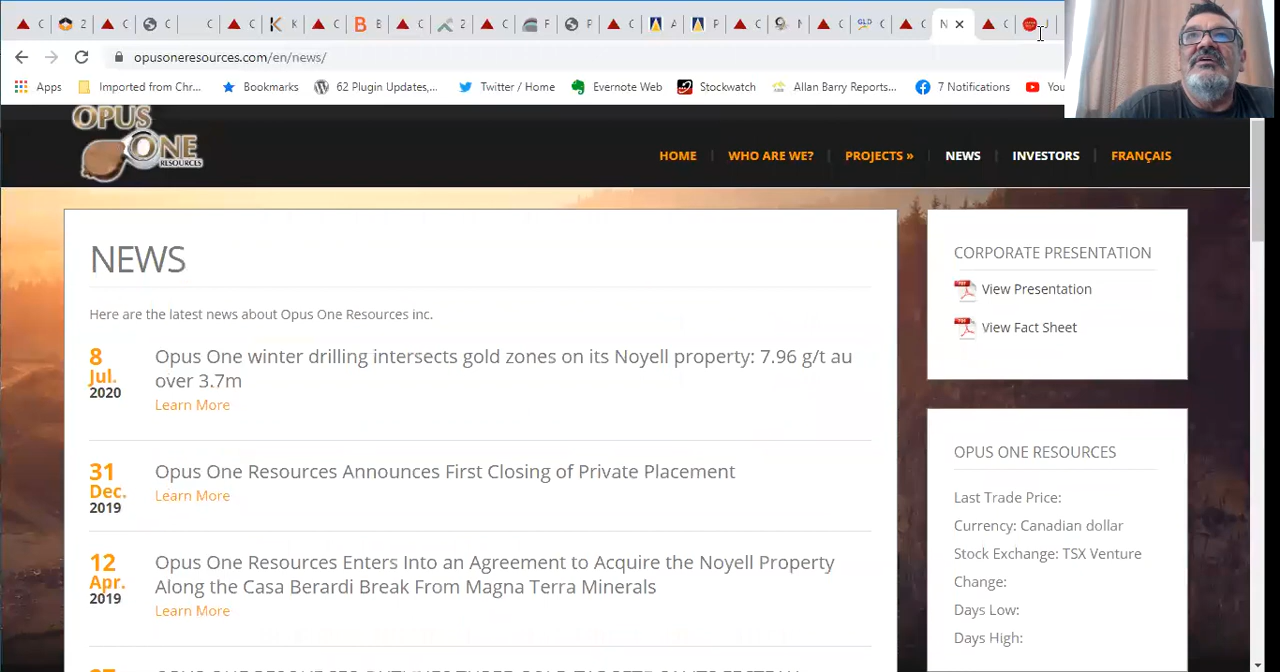 opusoneresources.com/en/news/
Apps Imported from Chr... Bookmarks 62 Plugin Updates,... Twitter / Home Evernote Web Stockwatch Allan Barry Reports... 7 Notifications You
OPUS
ONE
RESOURCES
HOME WHO ARE WE? PROJECTS » NEWS INVESTORS FRANÇAIS
NEWS
Here are the latest news about Opus One Resources inc.
8
Jul.
2020
Opus One winter drilling intersects gold zones on its Noyell property: 7.96 g/t au
over 3.7m
Learn More
31
Dec.
2019
Opus One Resources Announces First Closing of Private Placement
Learn More
12
Apr.
2019
Opus One Resources Enters Into an Agreement to Acquire the Noyell Property
Along the Casa Berardi Break From Magna Terra Minerals
Learn More
CORPORATE PRESENTATION
View Presentation
View Fact Sheet
OPUS ONE RESOURCES
Last Trade Price:
Currency: Canadian dollar
Stock Exchange: TSX Venture
Change:
Days Low:
Days High: